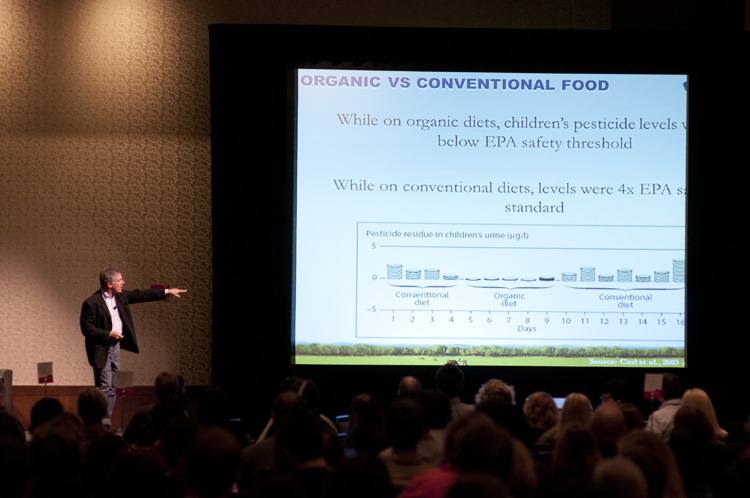 ORGANIC VS CONVENTIONAL FOOD
While on organic diets, children's pesticide levels
below EPA safety threshold
While on conventional diets, levels were 4x EPA
standard
Pesticide residue in children's urine (µg/l)
5
0
−5
Conventional diet
Organic diet
Conventional diet
1 2 3 4 5 6 7 8 9 10 11 12 13 14 15 16
Days
Source: Curl et al., 2003